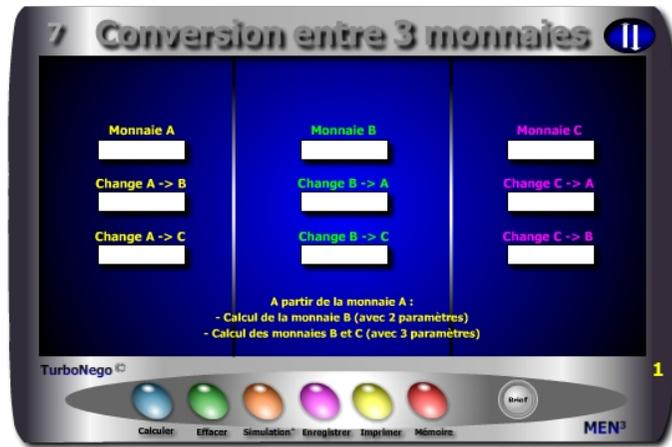 7 Conversion entre 3 monnaies
Monnaie A Monnaie B Monnaie C
Change A -> B Change B -> A Change C -> A
Change A -> C Change B -> C Change C -> B
A partir de la monnaie A :
- Calcul de la monnaie B (avec 2 paramètres)
- Calcul des monnaies B et C (avec 3 paramètres)
TurboNego © 1
Brief
Calculer Effacer Simulation* Enregistrer Imprimer Mémoire
MEN³